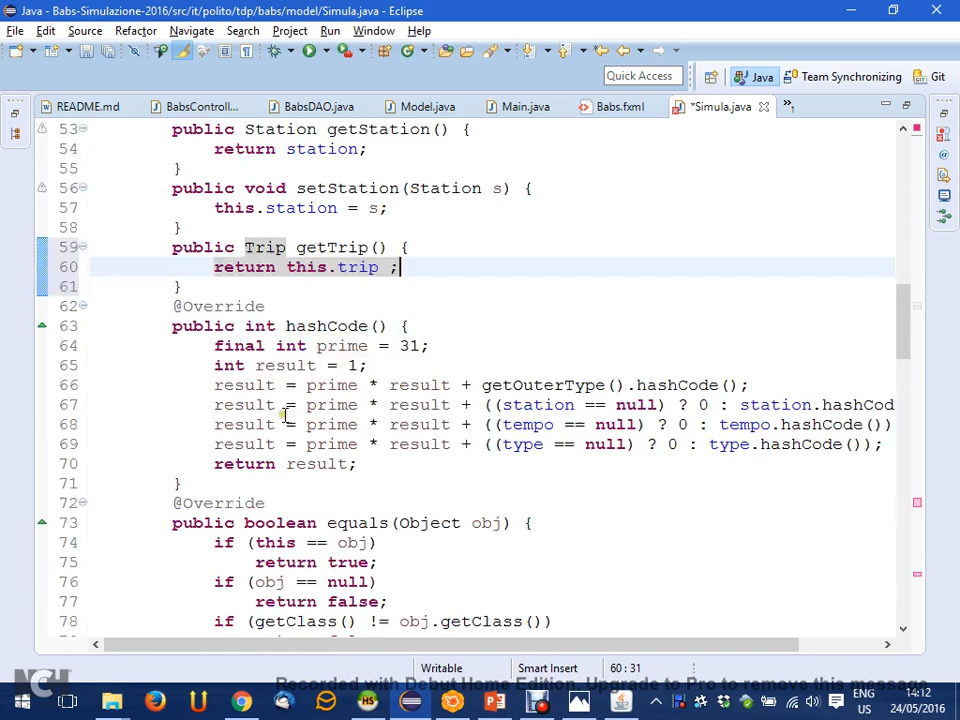 Java - Babs-Simulazione-2016/src/it/polito/tdp/babs/model/Simula.java - Eclipse
File Edit Source Refactor Navigate Search Project Run Window Help
Quick Access
Java
Team Synchronizing
Git
README.md
BabsControll...
BabsDAO.java
Model.java
Main.java
Babs.fxml
*Simula.java
»1
53 public Station getStation() {
54 return station;
55 }
56 public void setStation(Station s) {
57 this.station = s;
58 }
59 public Trip getTrip() {
60 return this.trip ;
61 }
62 @Override
63 public int hashCode() {
64 final int prime = 31;
65 int result = 1;
66 result = prime * result + getOuterType().hashCode();
67 result = prime * result + ((station == null) ? 0 : station.hashCod
68 result = prime * result + ((tempo == null) ? 0 : tempo.hashCode())
69 result = prime * result + ((type == null) ? 0 : type.hashCode());
70 return result;
71 }
72 @Override
73 public boolean equals(Object obj) {
74 if (this == obj)
75 return true;
76 if (obj == null)
77 return false;
78 if (getClass() != obj.getClass())
Writable
Smart Insert
60 : 31
NCH
Recorded with Debut Home Edition. Upgrade to Pro to remove this message
ENG
US
14:12
24/05/2016